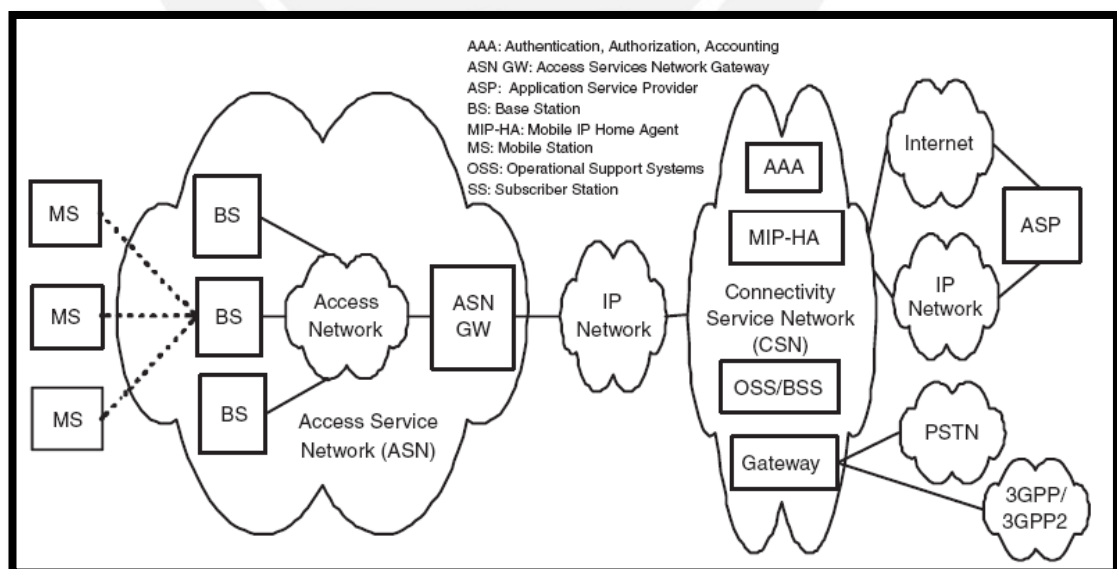 AAA: Authentication, Authorization, Accounting
ASN GW: Access Services Network Gateway
ASP: Application Service Provider
BS: Base Station
MIP-HA: Mobile IP Home Agent
MS: Mobile Station
OSS: Operational Support Systems
SS: Subscriber Station
MS
MS
MS
BS
BS
BS
Access
Network
ASN
GW
Access Service
Network (ASN)
IP
Network
AAA
MIP-HA
Connectivity
Service Network
(CSN)
OSS/BSS
Gateway
Internet
IP
Network
ASP
PSTN
3GPP/
3GPP2